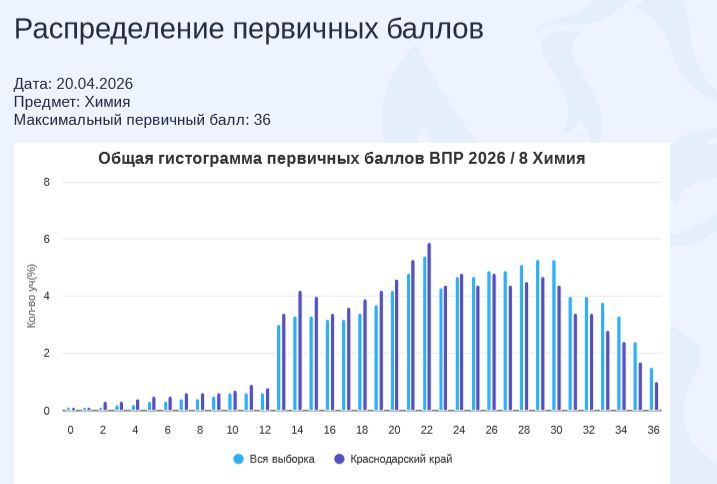 Распределение первичных баллов
Дата: 20.04.2026
Предмет: Химия
Максимальный первичный балл: 36
Общая гистограмма первичных баллов ВПР 2026 / 8 Химия
8
6
4
2
0
Кол-во уч(%)
0 2 4 6 8 10 12 14 16 18 20 22 24 26 28 30 32 34 36
Вся выборка Краснодарский край